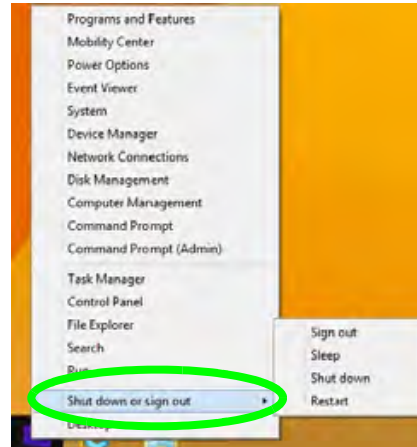 Programs and Features
Mobility Center
Power Options
Event Viewer
System
Device Manager
Network Connections
Disk Management
Computer Management
Command Prompt
Command Prompt (Admin)
Task Manager
Control Panel
File Explorer
Search
Run
Shut down or sign out
Desktop
Sign out
Sleep
Shut down
Restart